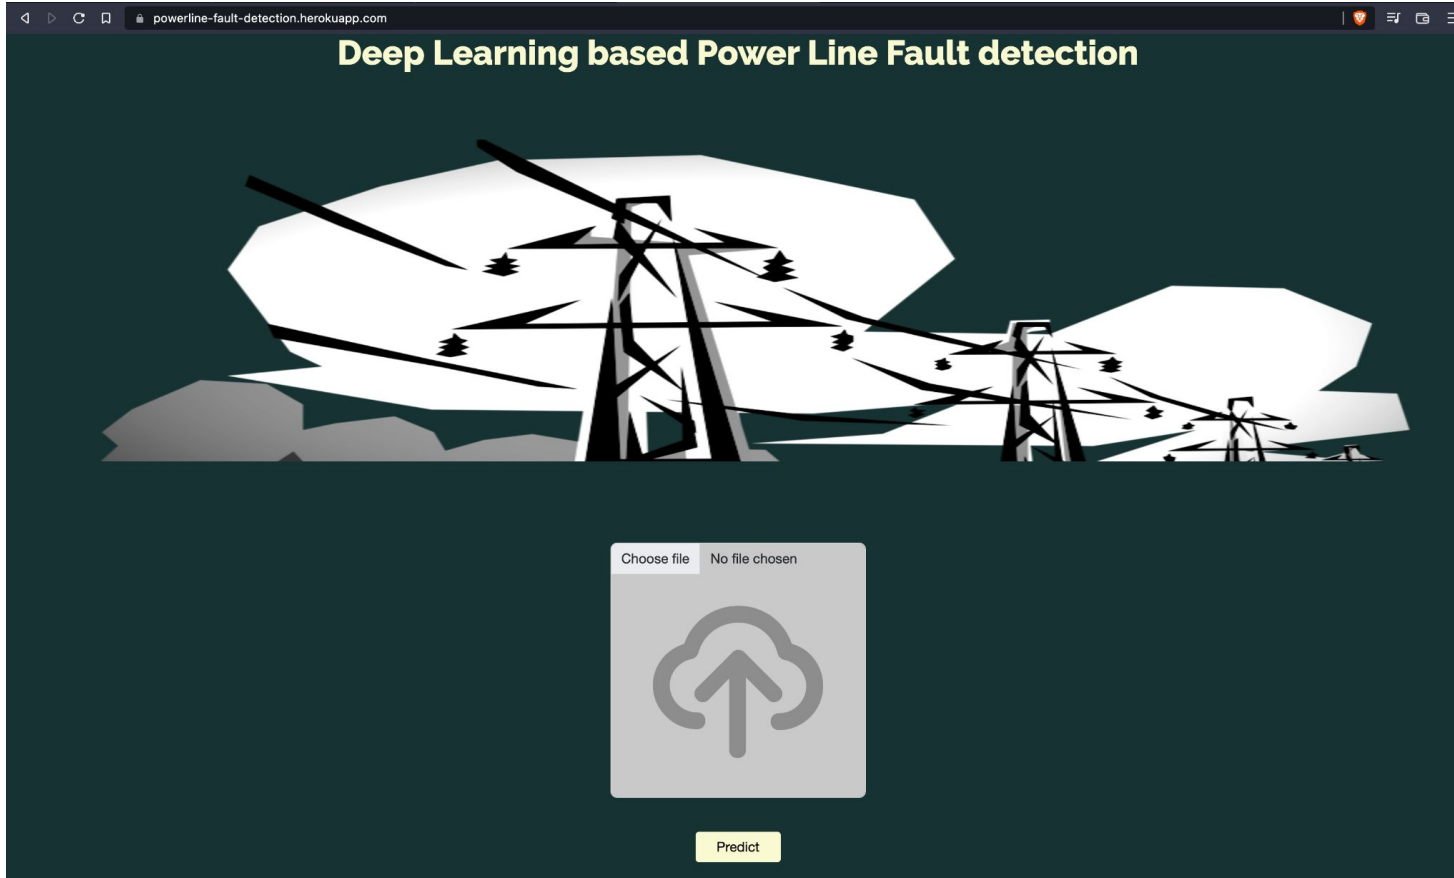 powerline-fault-detection.herokuapp.com
Deep Learning based Power Line Fault detection
Choose file No file chosen
Predict